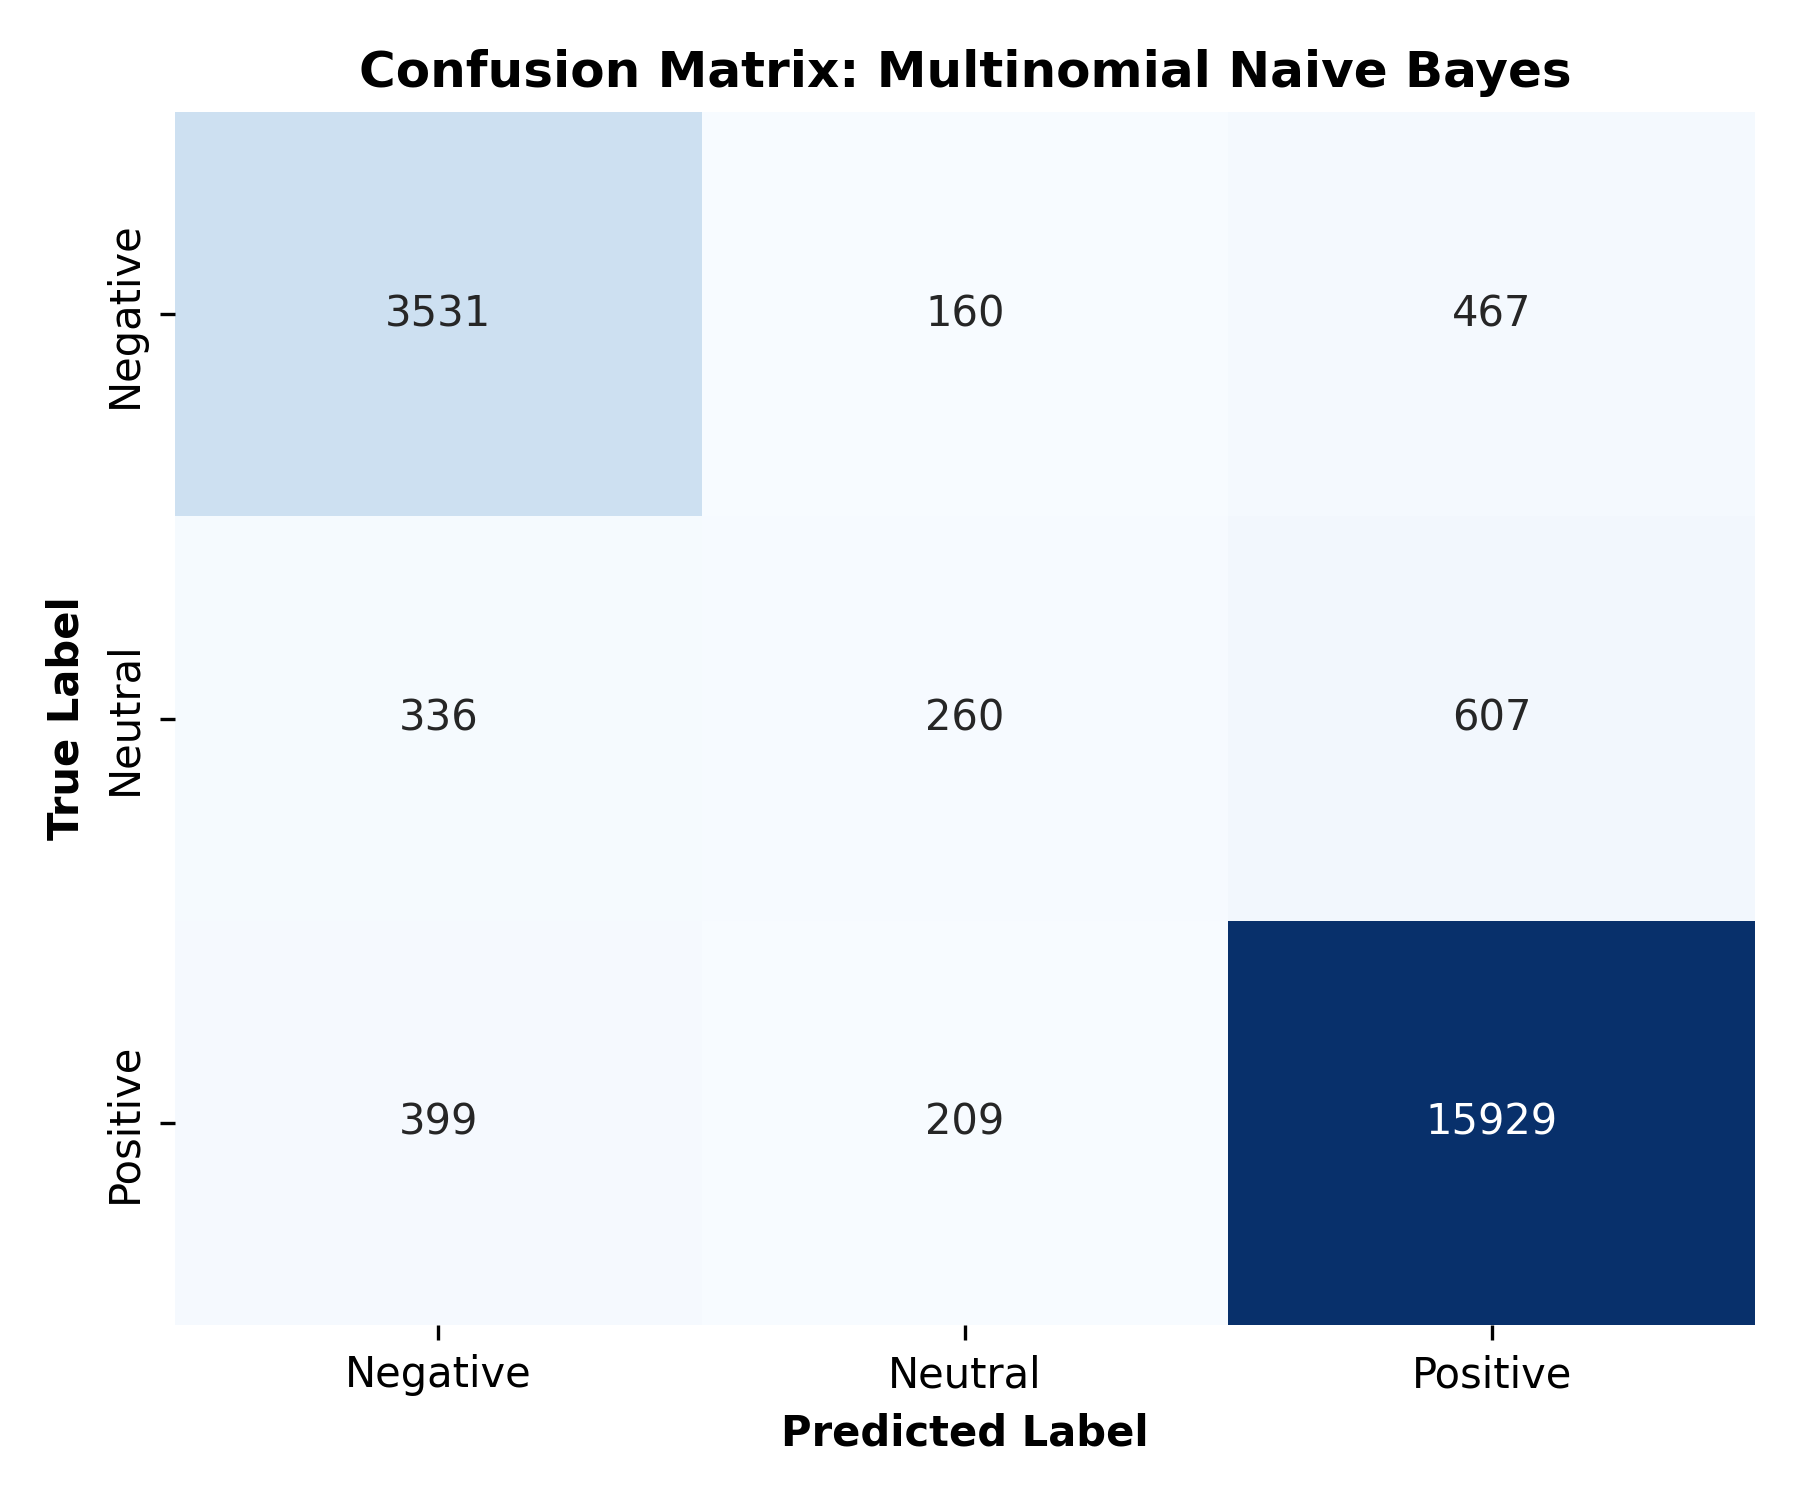 Confusion Matrix: Multinomial Naive Bayes
True Label
Negative
3531 160 467
Neutral
336 260 607
Positive
399 209 15929
Negative Neutral Positive
Predicted Label